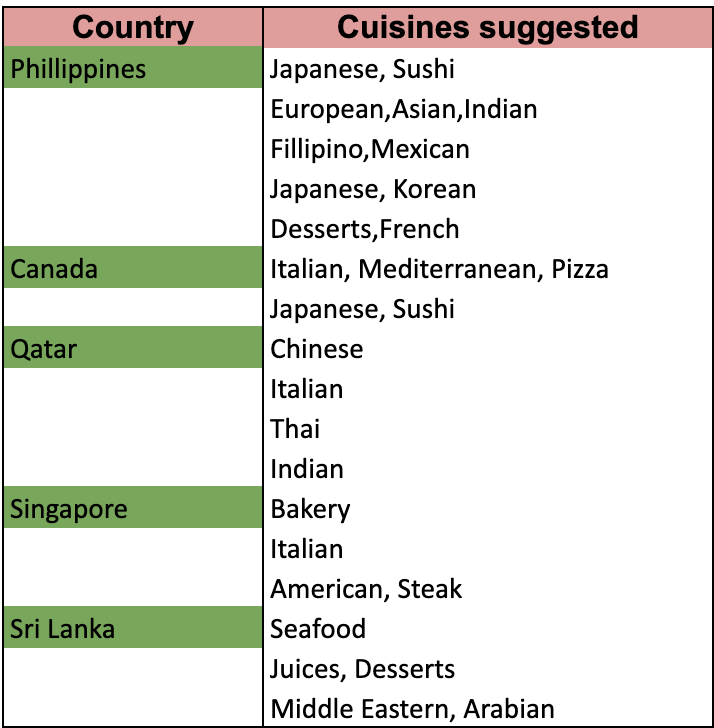 Country Cuisines suggested
Phillippines Japanese, Sushi
European,Asian,Indian
Fillipino,Mexican
Japanese, Korean
Desserts,French
Canada Italian, Mediterranean, Pizza
Japanese, Sushi
Qatar Chinese
Italian
Thai
Indian
Singapore Bakery
Italian
American, Steak
Sri Lanka Seafood
Juices, Desserts
Middle Eastern, Arabian